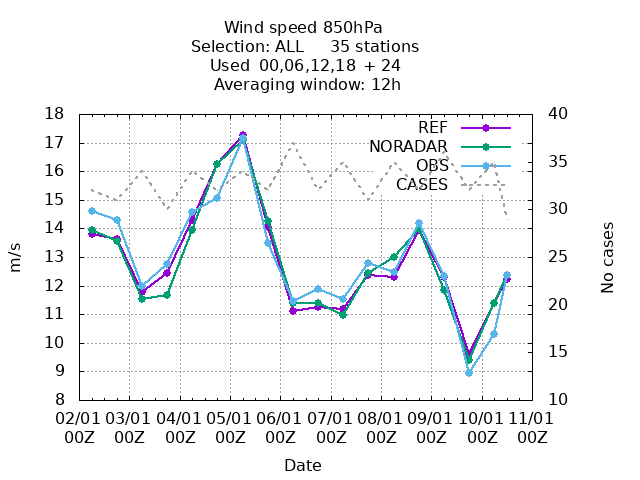 Wind speed 850hPa
Selection: ALL 35 stations
Used 00,06,12,18 + 24
Averaging window: 12h
18 40
REF
17
NORADAR
16 35
OBS
CASES
15
30
14
m/s
No cases
13 25
12
20
11
10
15
9
8 10
02/01 03/01 04/01 05/01 06/01 07/01 08/01 09/01 10/01 11/01
00Z 00Z 00Z 00Z 00Z 00Z 00Z 00Z 00Z 00Z
Date